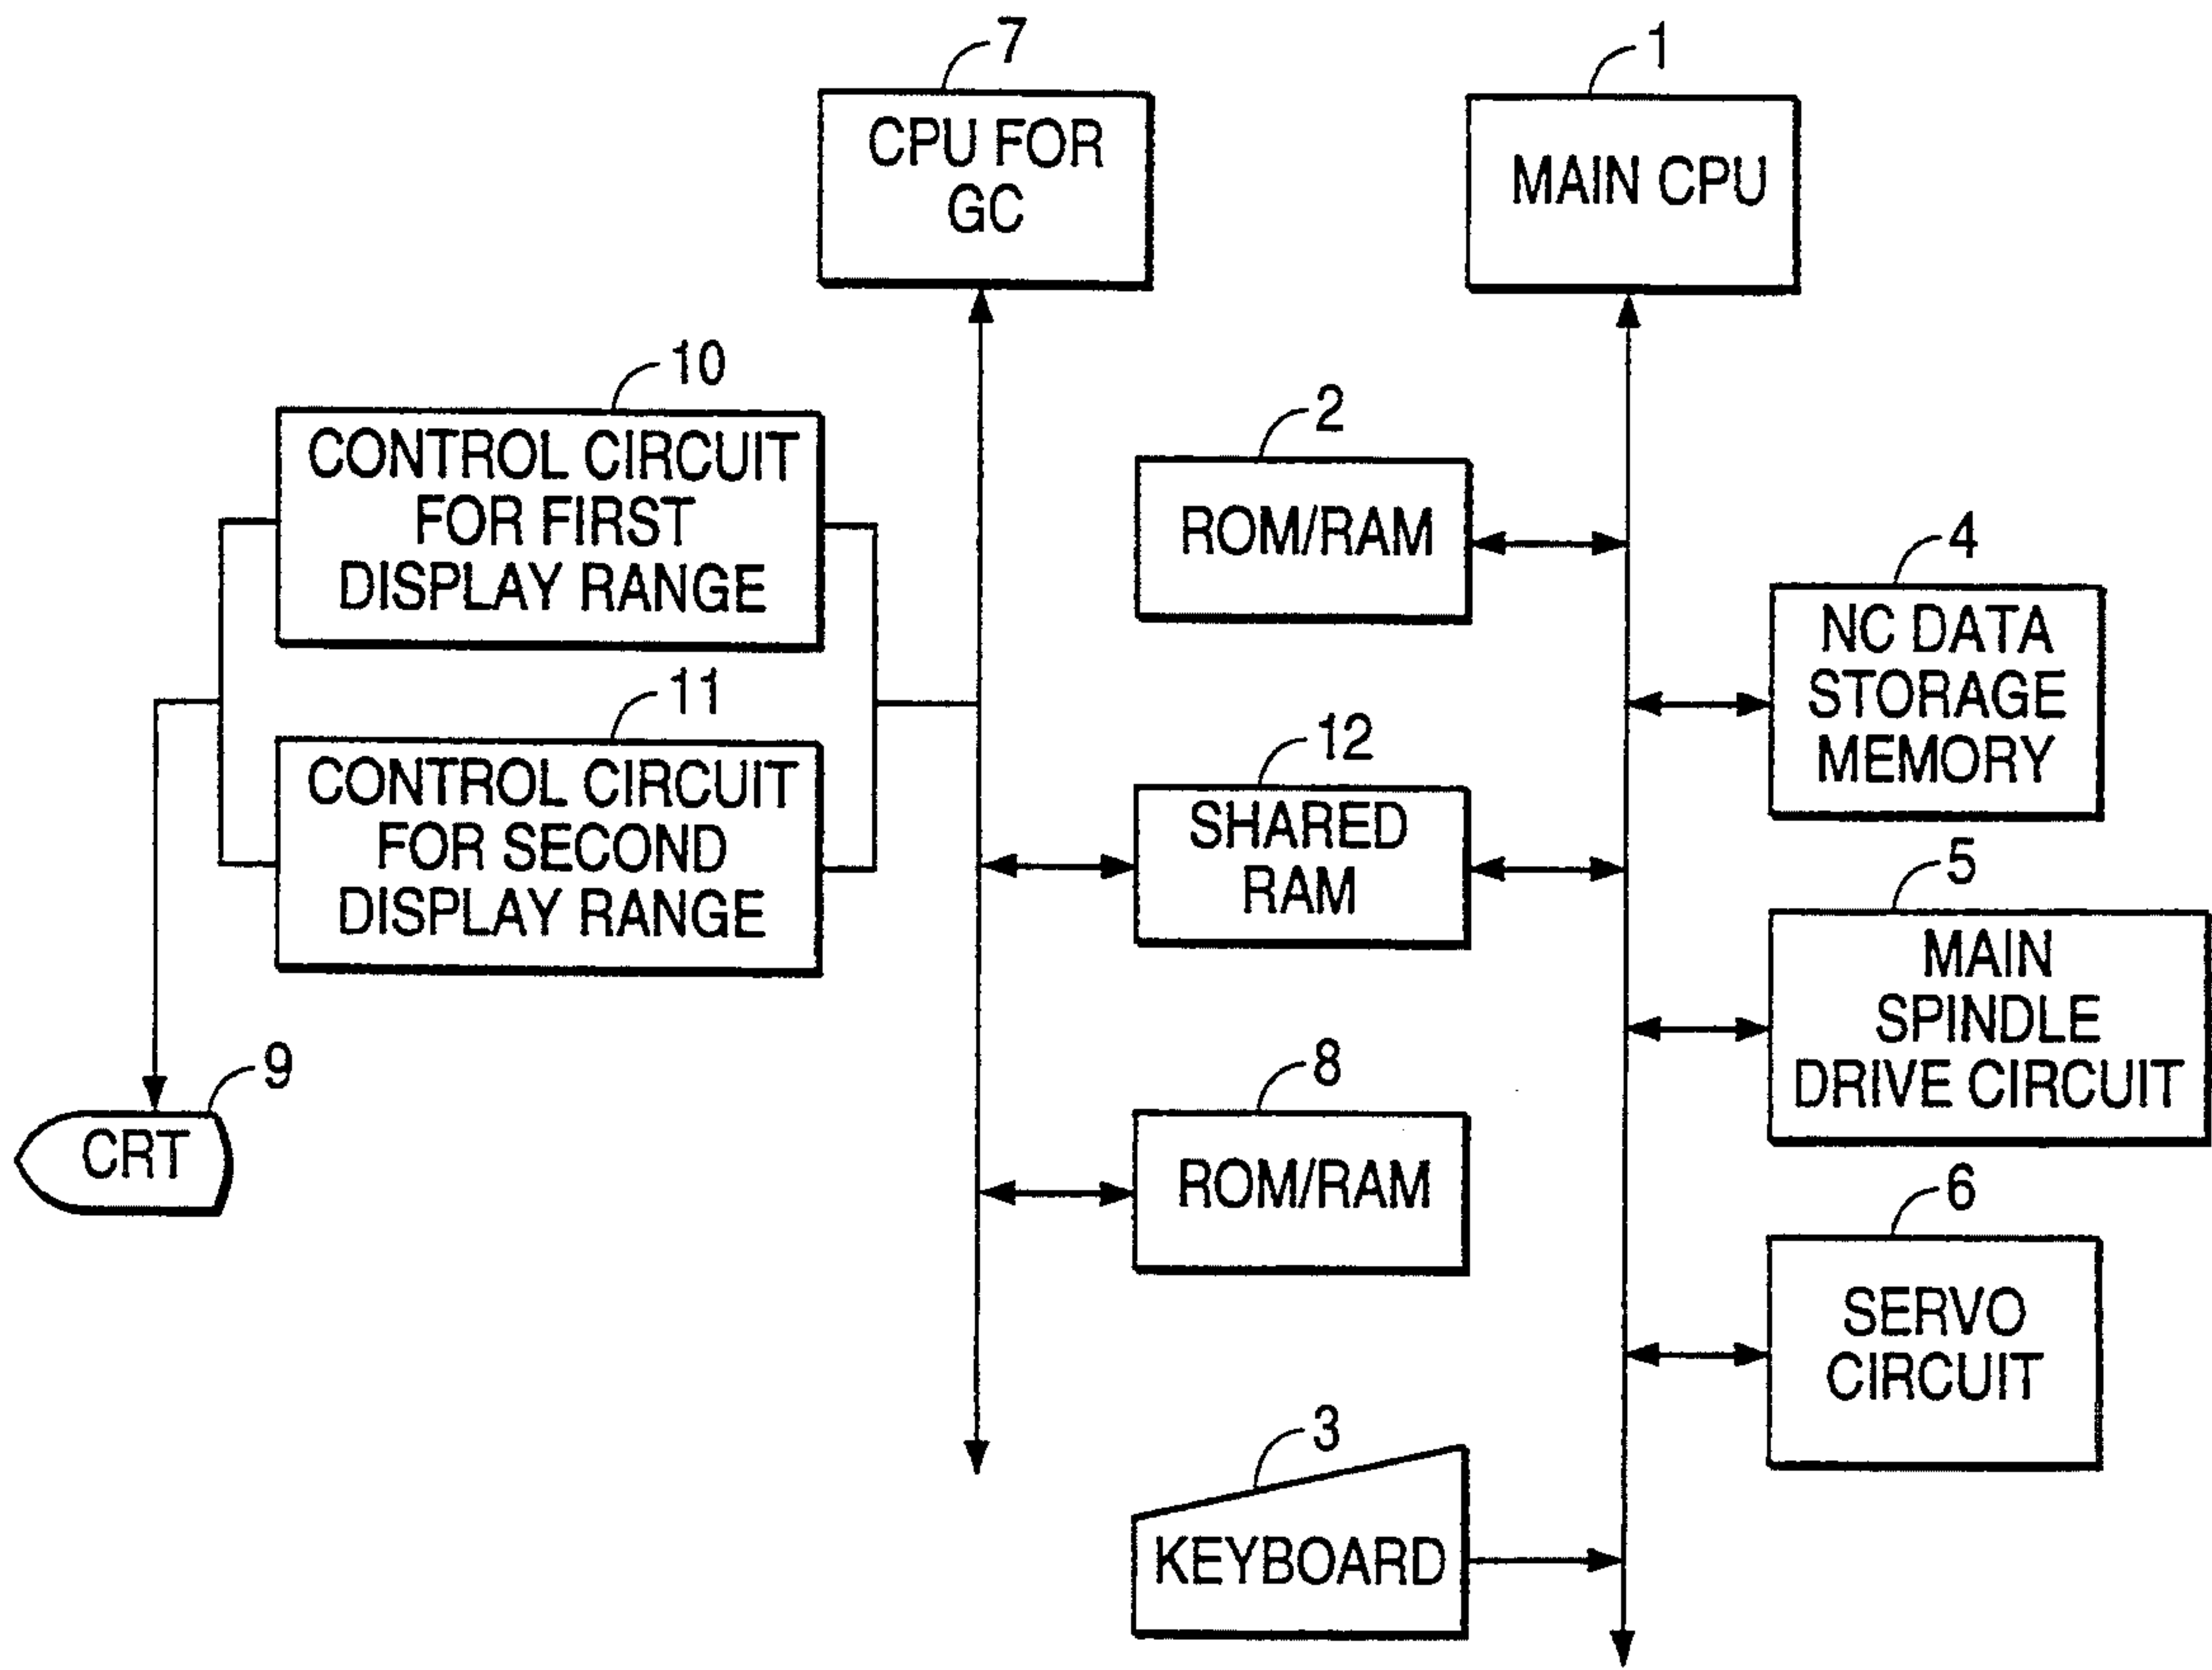 7
CPU FOR
GC
1
MAIN CPU
10
CONTROL CIRCUIT
FOR FIRST
DISPLAY RANGE
2
ROM/RAM
4
NC DATA
STORAGE
MEMORY
11
CONTROL CIRCUIT
FOR SECOND
DISPLAY RANGE
12
SHARED
RAM
5
MAIN
SPINDLE
DRIVE CIRCUIT
9
CRT
8
ROM/RAM
6
SERVO
CIRCUIT
3
KEYBOARD